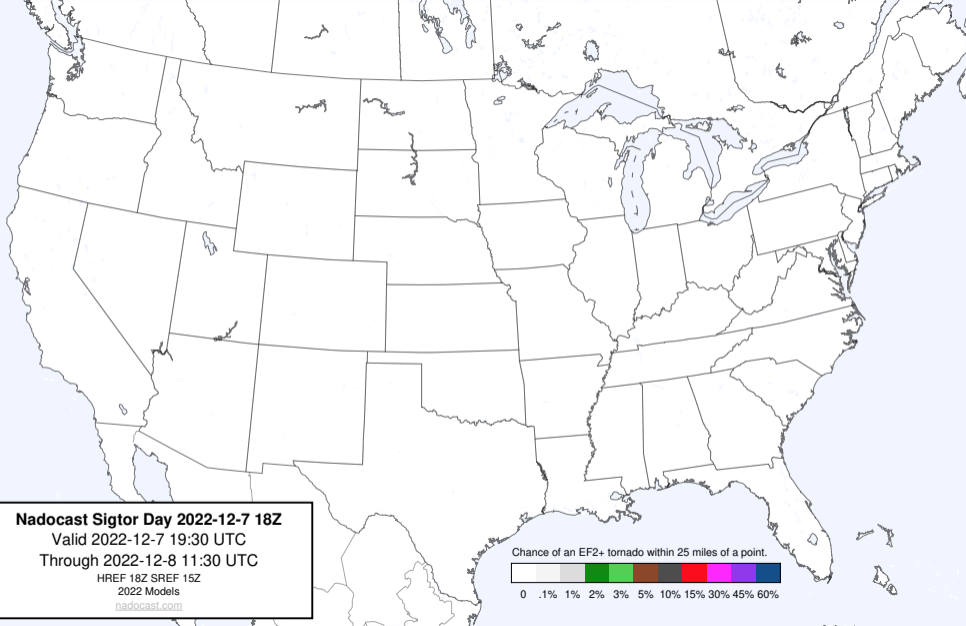 Nadocast Sigtor Day 2022-12-7 18Z
Valid 2022-12-7 19:30 UTC
Through 2022-12-8 11:30 UTC
HREF 18Z SREF 15Z
2022 Models
nadocast.com
Chance of an EF2+ tornado within 25 miles of a point.
0 .1% 1% 2% 3% 5% 10% 15% 30% 45% 60%